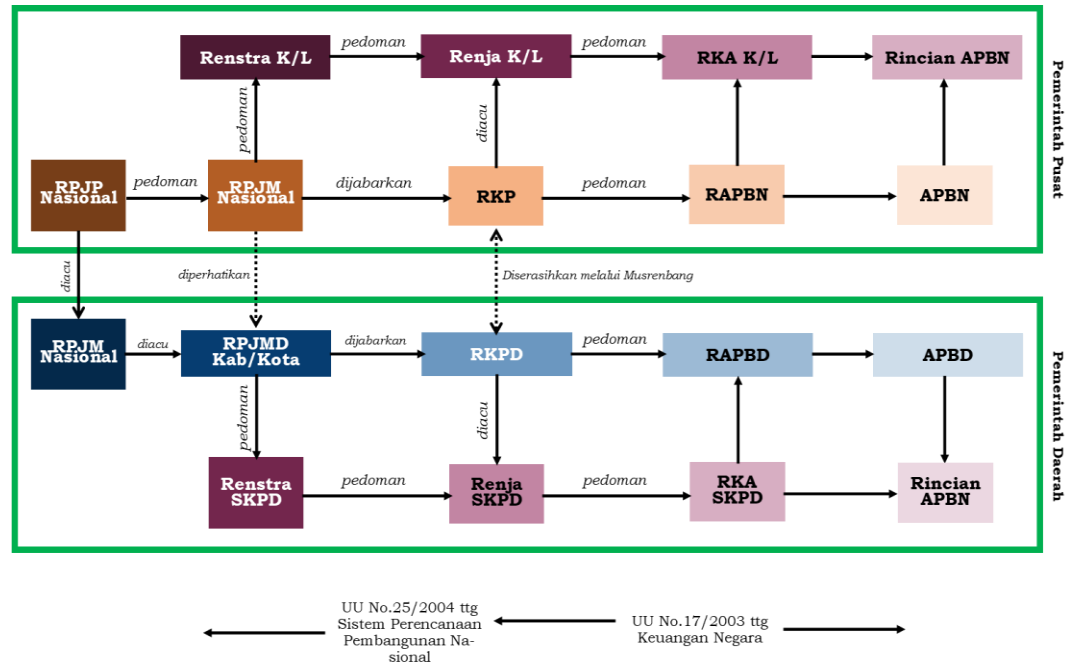 pedoman
pedoman
Renstra K/L
Renja K/L
RKA K/L
Rincian APBN
pedoman
diacu
RPJP
Nasional
pedoman
RPJM
Nasional
dijabarkan
RKP
pedoman
RAPBN
APBN
Pemerintah Pusat
diacu
diperhatikan
Diserasihkan melalui Musrenbang
RPJM
Nasional
diacu
RPJMD
Kab/Kota
dijabarkan
RKPD
pedoman
RAPBD
APBD
pedoman
diacu
Renstra
SKPD
pedoman
Renja
SKPD
pedoman
RKA
SKPD
Rincian
APBN
Pemerintah Daerah
UU No.25/2004 ttg
Sistem Perencanaan
Pembangunan Na-
sional
UU No.17/2003 ttg
Keuangan Negara